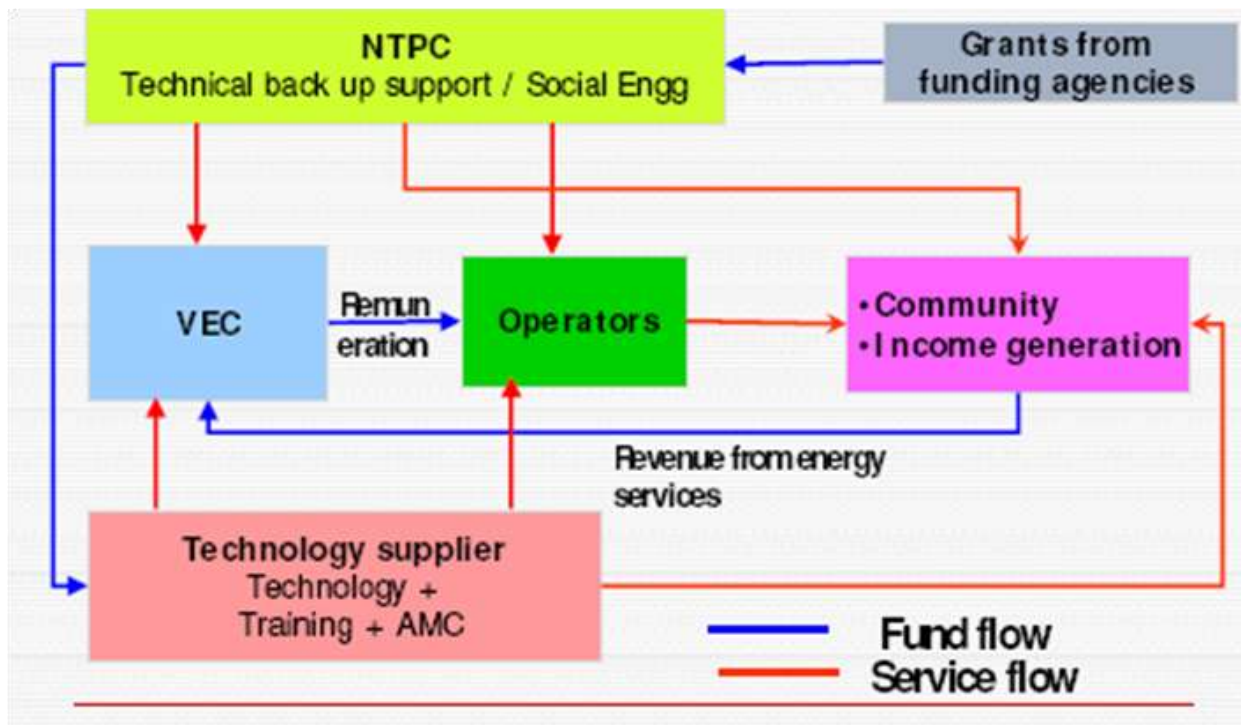 NTPC
Technical back up support / Social Engg
Grants from
funding agencies
VEC
Remun
eration
Operators
• Community
• Income generation
Revenue from energy
services
Technology supplier
Technology +
Training + AMC
Fund flow
Service flow